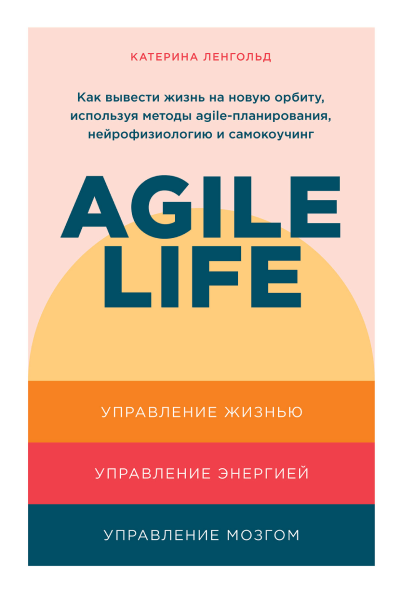 КАТЕРИНА ЛЕНГОЛЬД
Как вывести жизнь на новую орбиту,
используя методы agile-планирования,
нейрофизиологию и самокоучинг
AGILE
LIFE
УПРАВЛЕНИЕ ЖИЗНЬЮ
УПРАВЛЕНИЕ ЭНЕРГИЕЙ
УПРАВЛЕНИЕ МОЗГОМ